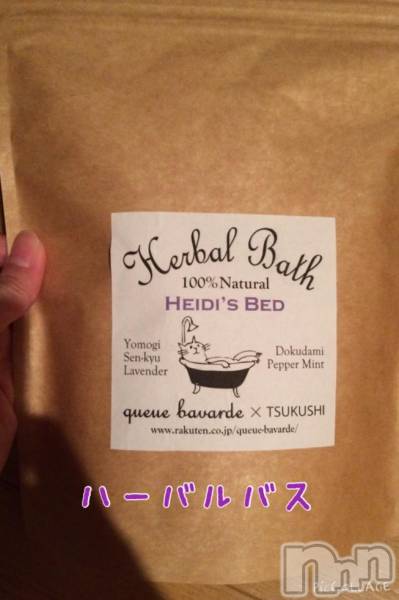 Herbal Bath
100% Natural
HEIDI'S BED
Yomogi
Sen-kyu
Lavender
Dokudami
Pepper Mint
queue bavarde × TSUKUSHI
www.rakuten.co.jp/queue-bavarde/
ハーバルバス